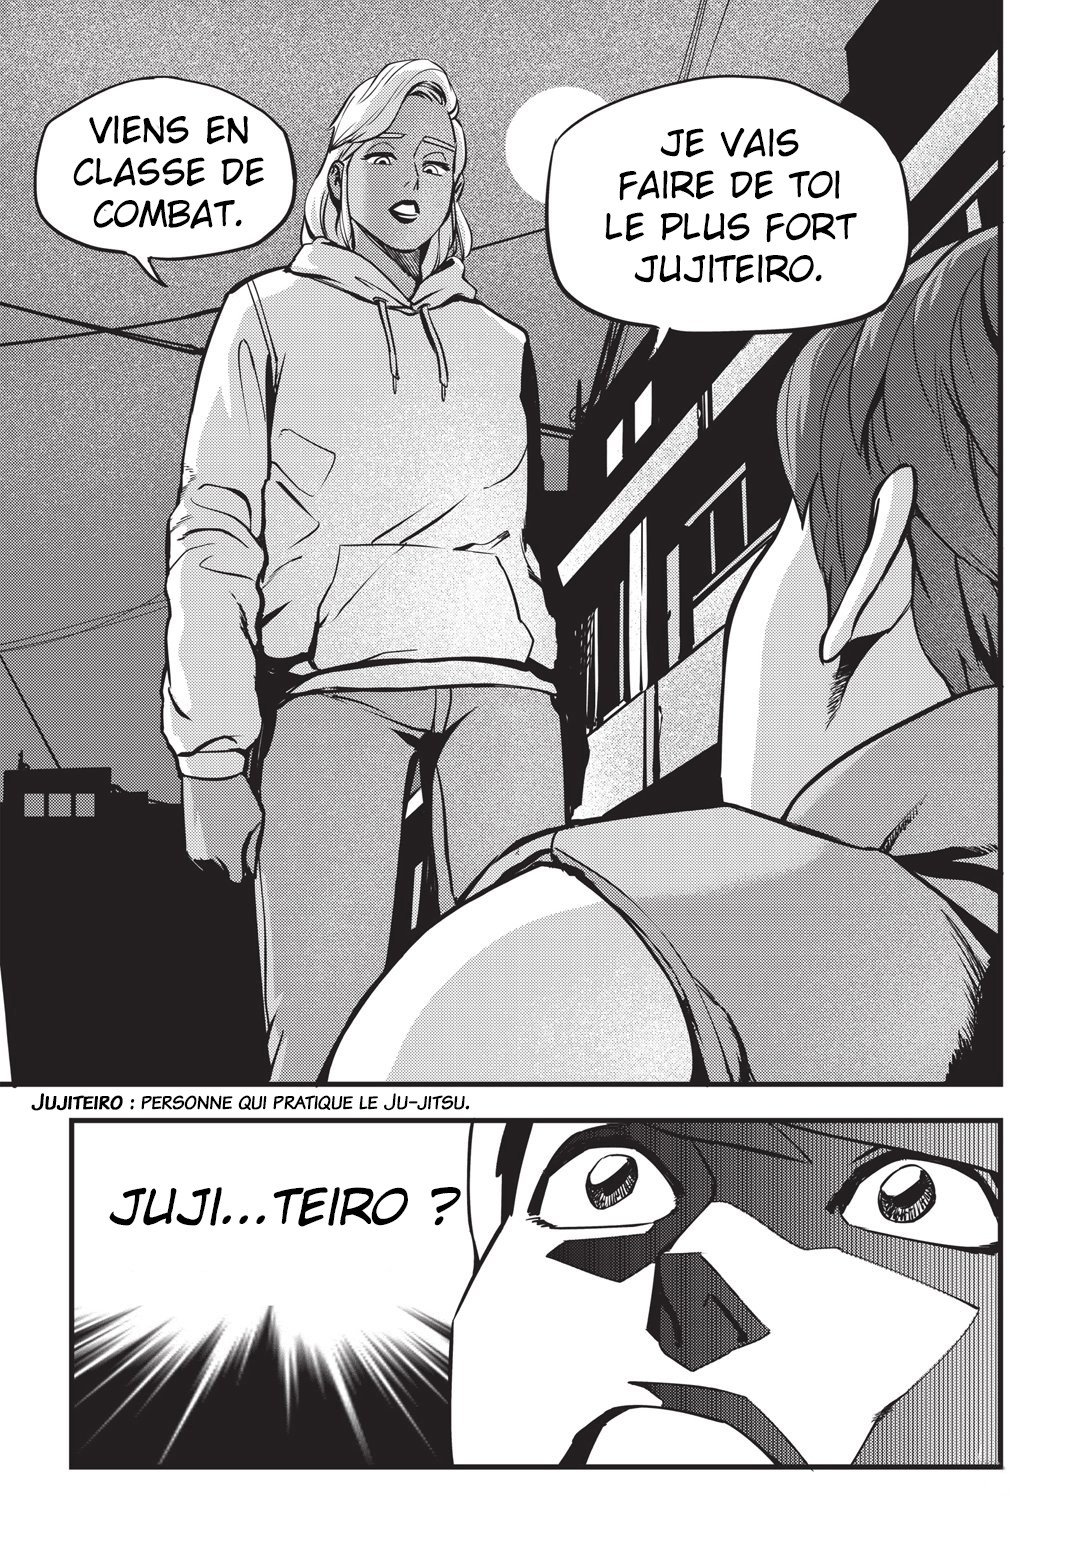 VIENS EN
CLASSE DE
COMBAT.
JE VAIS
FAIRE DE TOI
LE PLUS FORT
JUJITEIRO.
JUJITEIRO : PERSONNE QUI PRATIQUE LE JU-JITSU.
JUJI...TEIRO ?